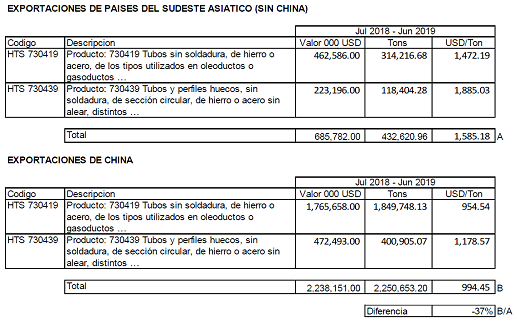 EXPORTACIONES DE PAISES DEL SUDESTE ASIATICO (SIN CHINA)
Jul 2018 - Jun 2019
Codigo Descripcion Valor 000 USD Tons USD/Ton
HTS 730419 Producto: 730419 Tubos sin soldadura, de hierro o 462,586.00 314,216.68 1,472.19
acero, de los tipos utilizados en oleoductos o
gasoductos …
HTS 730439 Producto: 730439 Tubos y perfiles huecos, sin 223,196.00 118,404.28 1,885.03
soldadura, de sección circular, de hierro o acero sin
alear, distintos …
Total 685,782.00 432,620.96 1,585.18 A
EXPORTACIONES DE CHINA
Jul 2018 - Jun 2019
Codigo Descripcion Valor 000 USD Tons USD/Ton
HTS 730419 Producto: 730419 Tubos sin soldadura, de hierro o 1,765,658.00 1,849,748.13 954.54
acero, de los tipos utilizados en oleoductos o
gasoductos …
HTS 730439 Producto: 730439 Tubos y perfiles huecos, sin 472,493.00 400,905.07 1,178.57
soldadura, de sección circular, de hierro o acero sin
alear, distintos …
Total 2,238,151.00 2,250,653.20 994.45 B
Diferencia -37% B/A